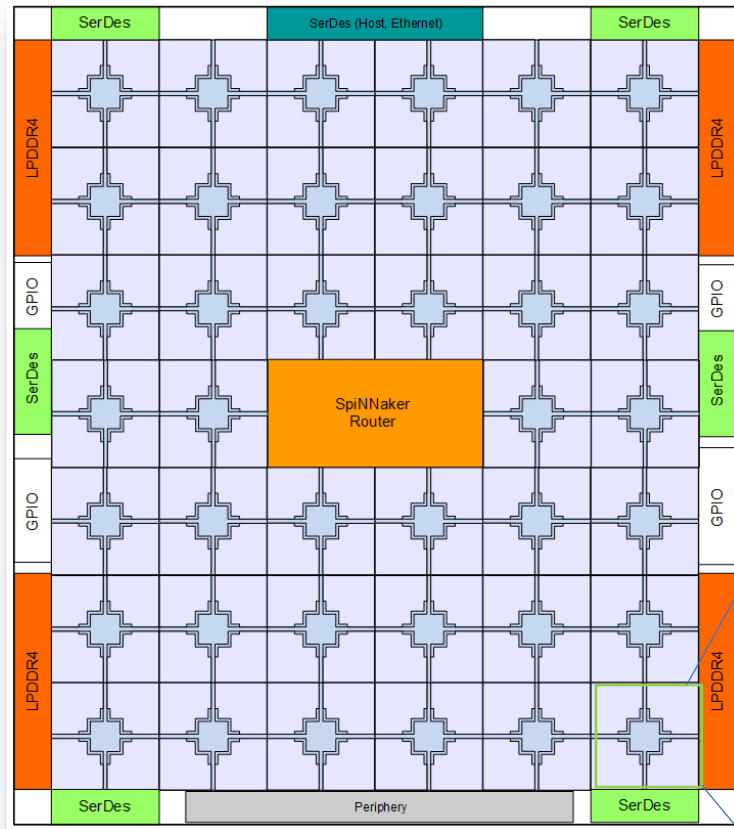 SerDes
SerDes (Host, Ethernet)
SerDes
LPDDR4
LPDDR4
GPIO
GPIO
SerDes
SerDes
SpiNNaker
Router
GPIO
GPIO
LPDDR4
LPDDR4
SerDes
Periphery
SerDes